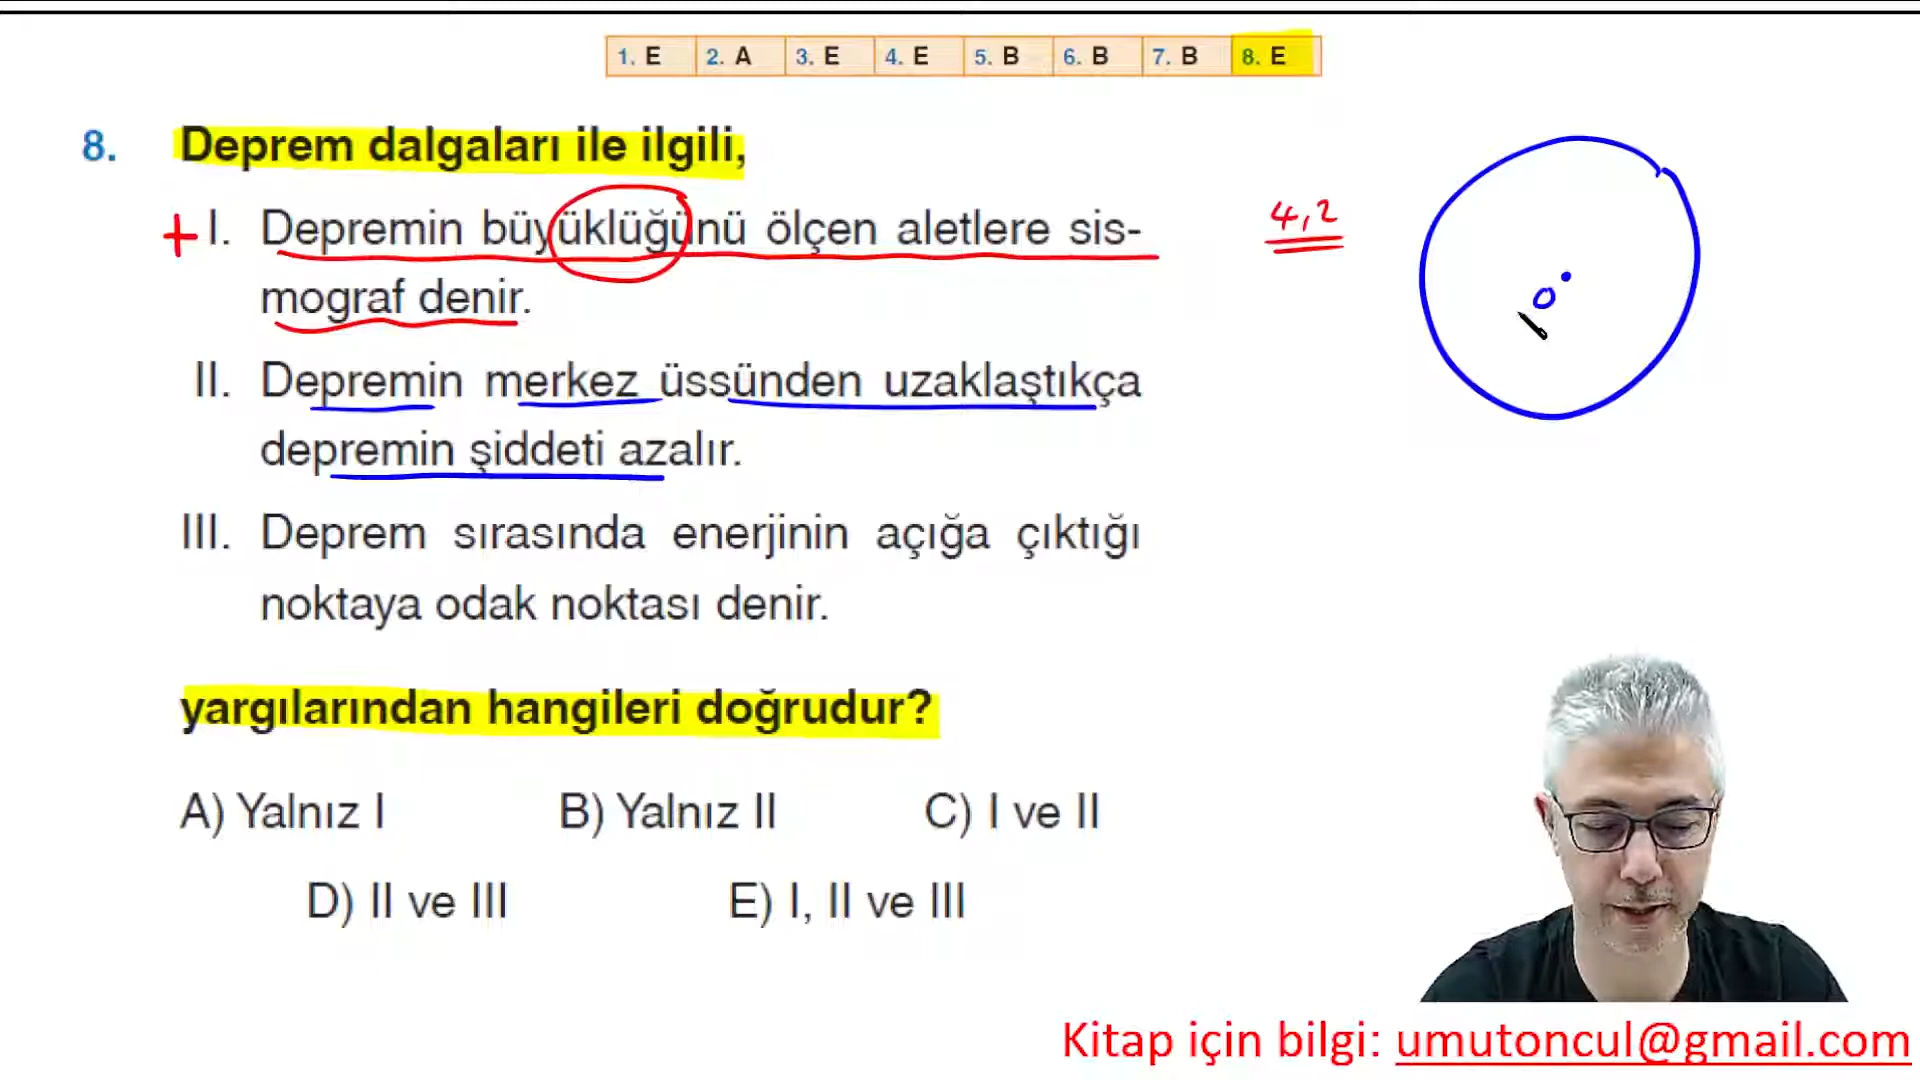 1. E 2. A 3. E 4. E 5. B 6. B 7. B 8. E
8. Deprem dalgaları ile ilgili,
+ I. Depremin büyüklüğünü ölçen aletlere sis-
mograf denir.
4,2
0
II. Depremin merkez üssünden uzaklaştıkça
depremin şiddeti azalır.
III. Deprem sırasında enerjinin açığa çıktığı
noktaya odak noktası denir.
yargılarından hangileri doğrudur?
A) Yalnız I B) Yalnız II C) I ve II
D) II ve III E) I, II ve III
Kitap için bilgi: umutoncul@gmail.com